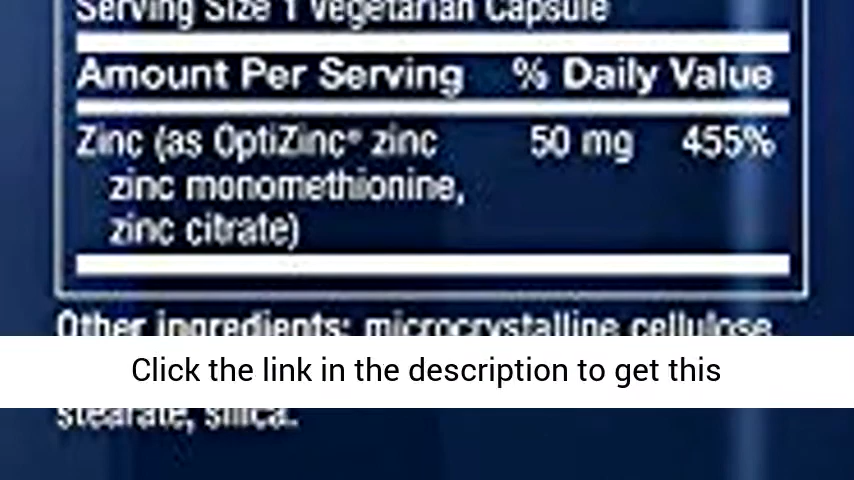 Serving Size 1 Vegetarian Capsule
Amount Per Serving % Daily Value
Zinc (as OptiZinc® zinc 50 mg 455%
zinc monomethionine,
zinc citrate)
Other ingredients: microcrystalline cellulose,
Click the link in the description to get this
stearate, silica.